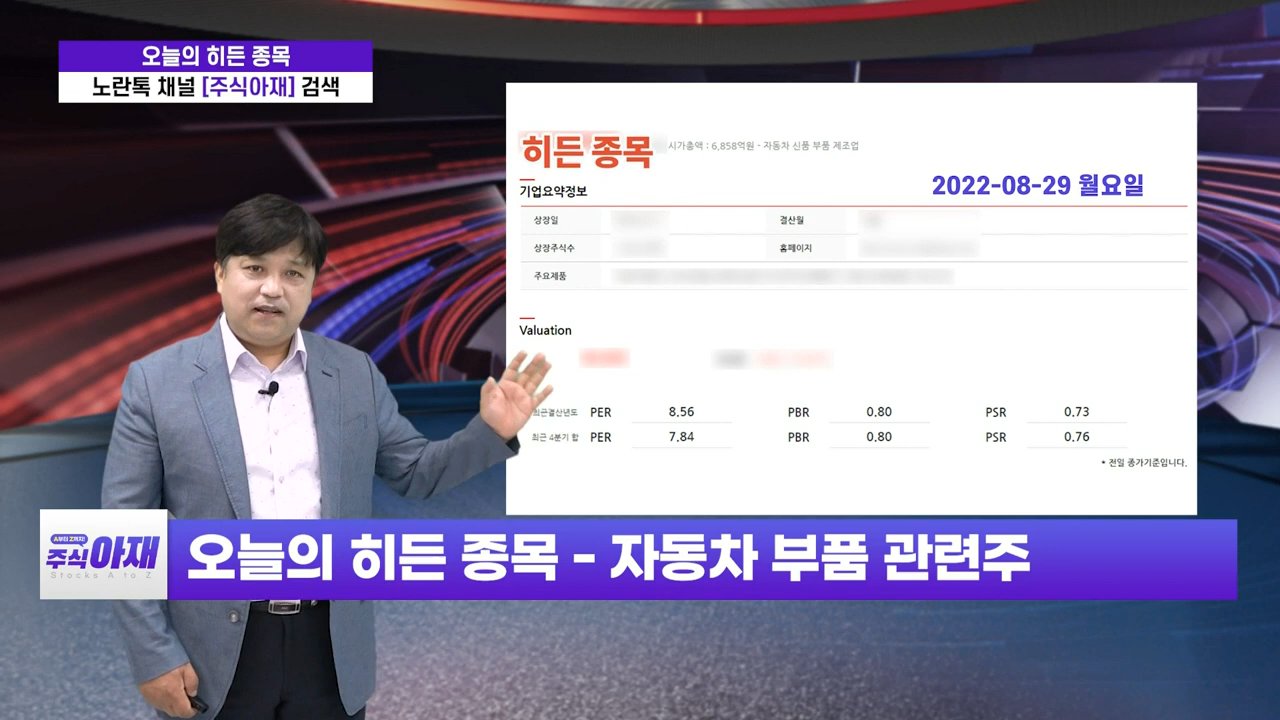 오늘의 히든 종목
노란톡 채널 [주식아재] 검색
히든 종목 시가총액 : 6,858억원 - 자동차 신품 부품 제조업
2022-08-29 월요일
기업요약정보
상장일 결산월
상장주식수 홈페이지
주요제품
Valuation
최근결산년도 PER 8.56 PBR 0.80 PSR 0.73
최근 4분기 합 PER 7.84 PBR 0.80 PSR 0.76
* 전일 종가기준입니다.
A부터 Z까지!
주식아재
Stocks A to Z
오늘의 히든 종목 - 자동차 부품 관련주